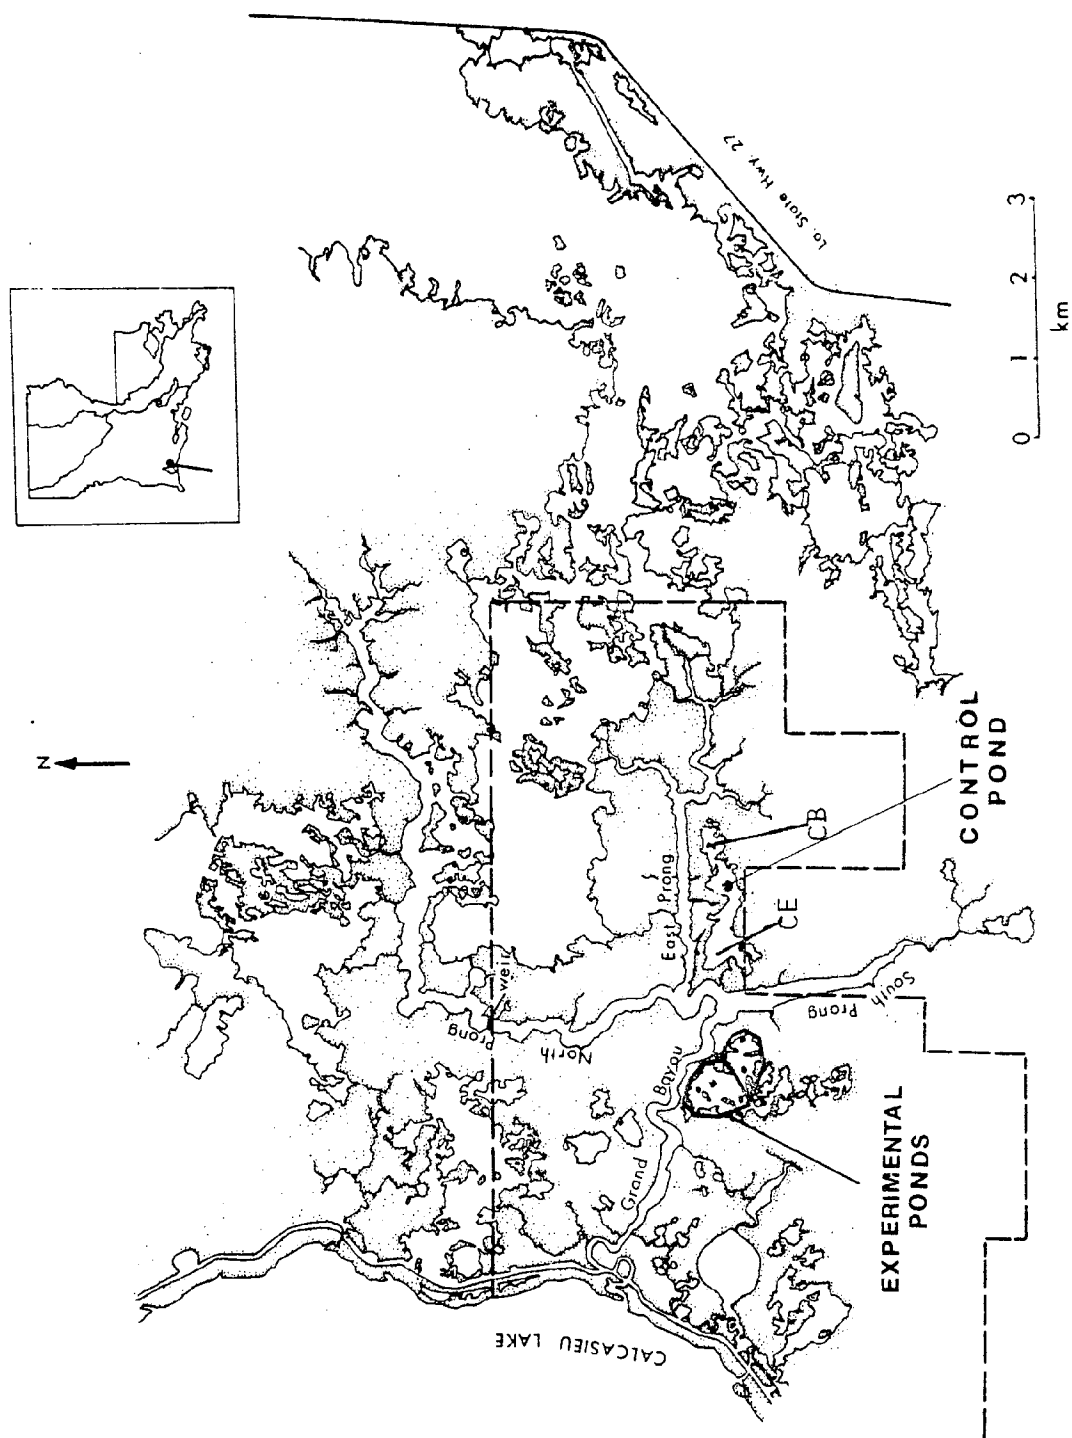 La. State Hwy. 27
0 1 2 3
km
N
weir
North
Prong
East Prong
South
Prong
Grand
Bayou
CB
CE
CONTROL
POND
EXPERIMENTAL
PONDS
CALCASIEU LAKE